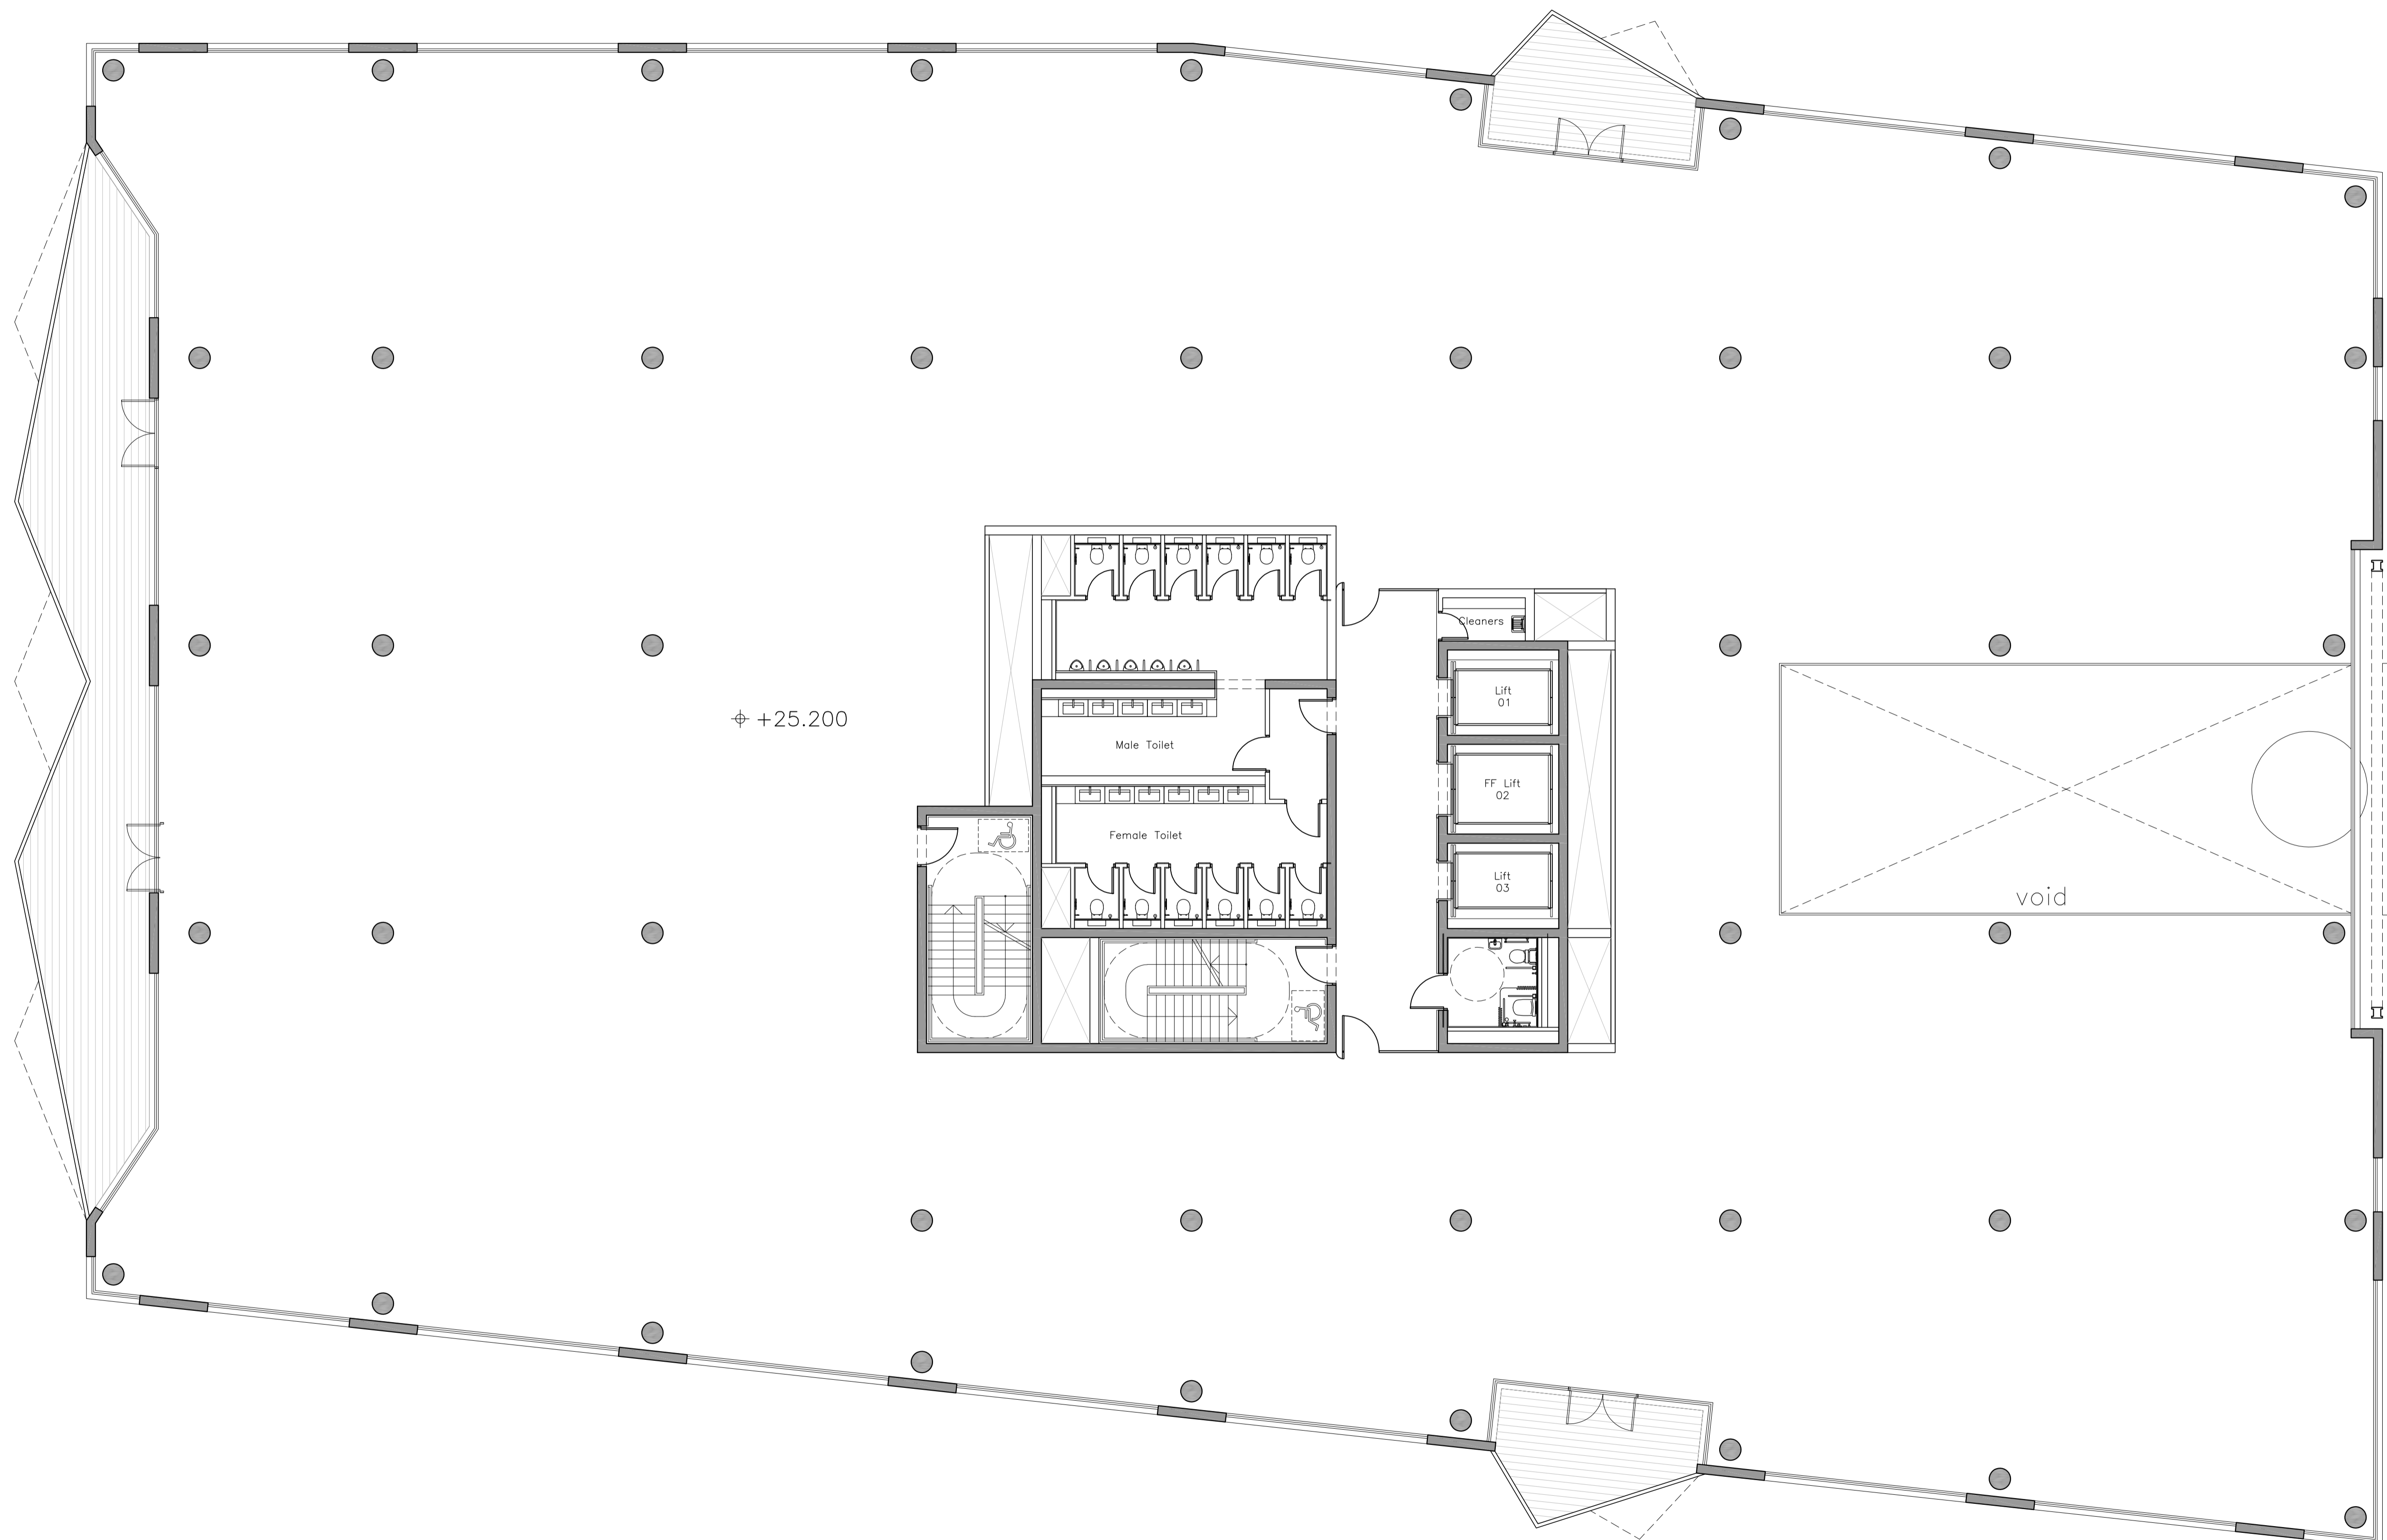 Cleaners
Lift
01
+25.200
Male Toilet
FF Lift
02
Female Toilet
Lift
03
void